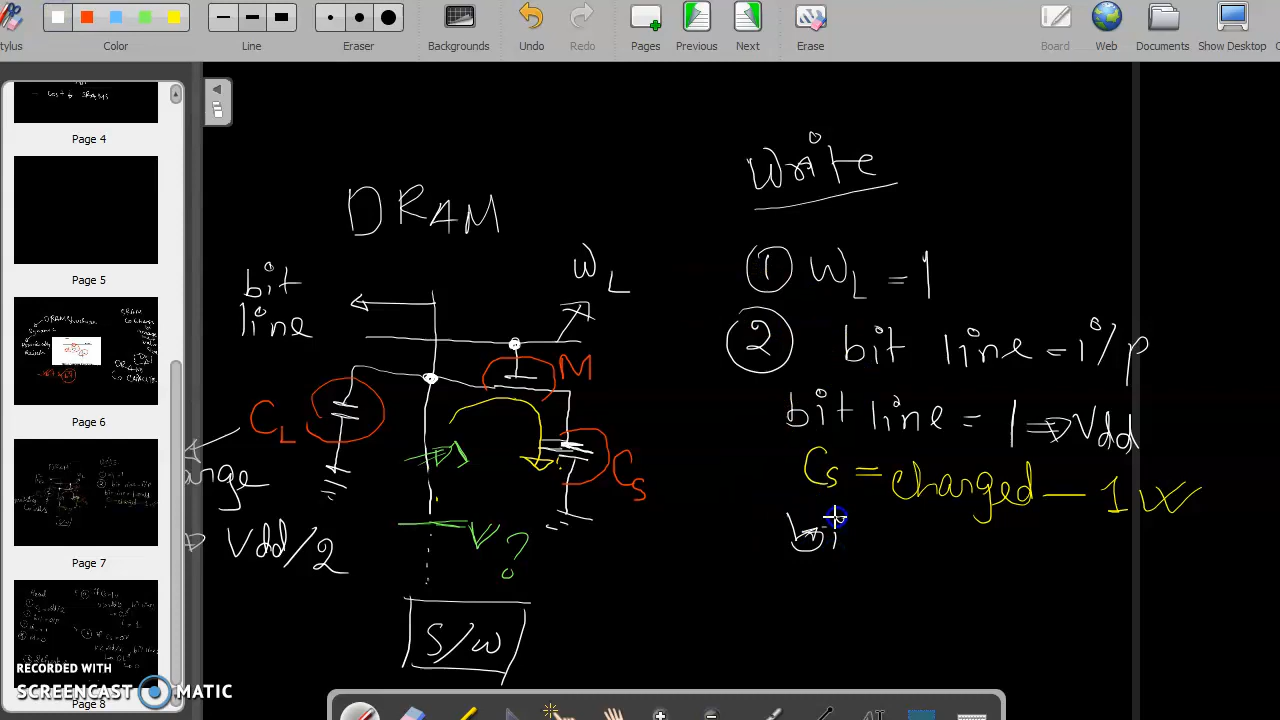 Stylus
Color
Line
Eraser
Backgrounds
Undo
Redo
Pages
Previous
Next
Erase
Board
Web
Documents
Show Desktop
Page 4
Page 5
Page 6
Page 7
Page 8
RECORDED WITH
SCREENCAST MATIC
DRAM
bit
line
WL
M
CL
Cs
Vdd/2
V ?
S/W
Write
① WL = 1
② bit line = i/p
bit line = 1 ⇒ Vdd
Cs = charged — 1 W
bi